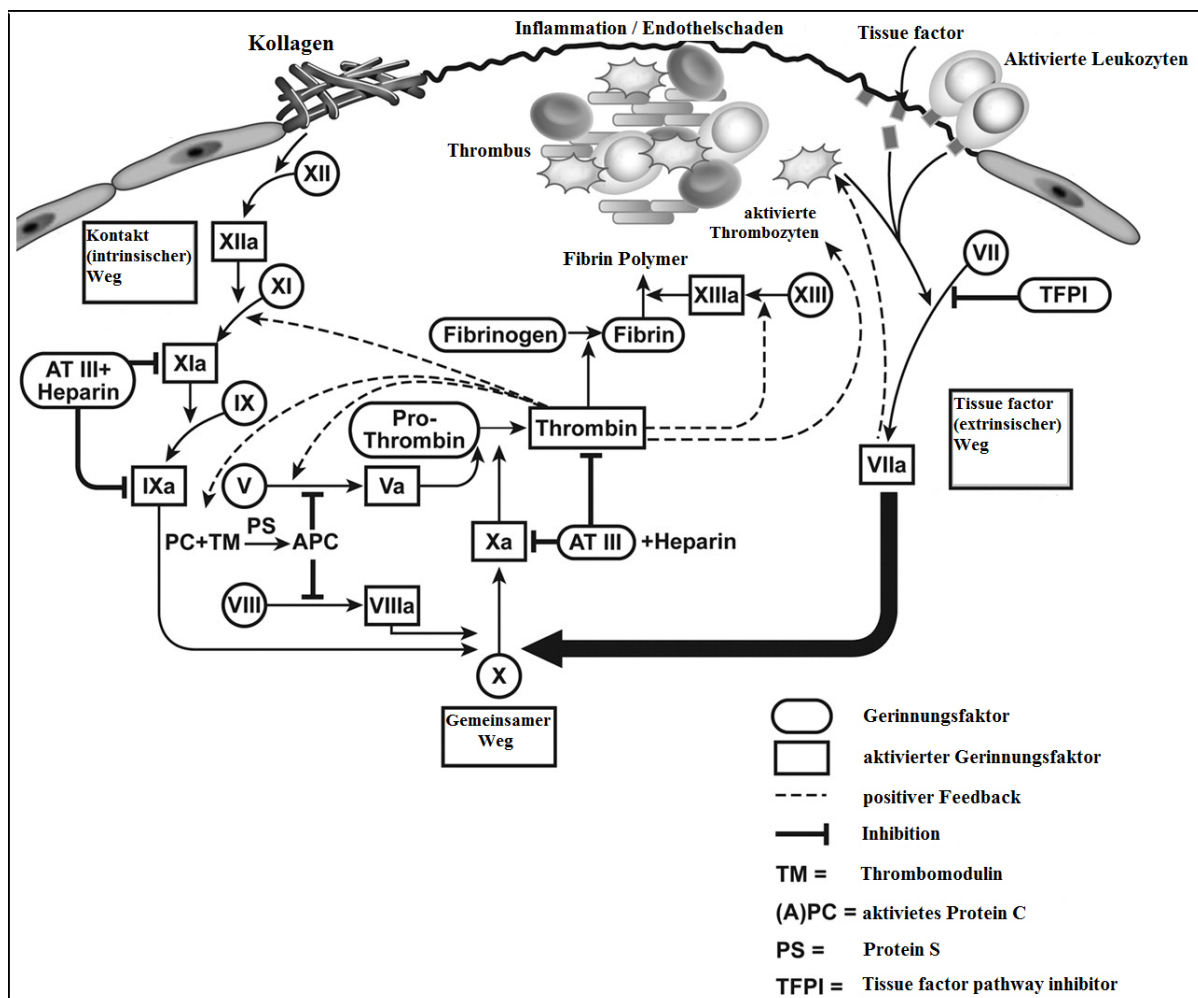 Inflammation / Endothelschaden
Tissue factor
Kollagen
Aktivierte Leukozyten
Thrombus
XII
aktivierte
Thrombozyten
Kontakt
(intrinsischer)
Weg
XIIa
VII
Fibrin Polymer
XI
XIIIa
XIII
TFPI
Fibrinogen
Fibrin
AT III+
Heparin
XIa
IX
Pro-
Thrombin
Thrombin
Tissue factor
(extrinsischer)
Weg
IXa
V
Va
VIIa
PC+TM
PS
APC
Xa
AT III
+Heparin
VIII
VIIIa
X
Gemeinsamer
Weg
Gerinnungsfaktor
aktivierter Gerinnungsfaktor
positiver Feedback
Inhibition
TM = Thrombomodulin
(A)PC = aktivietes Protein C
PS = Protein S
TFPI = Tissue factor pathway inhibitor